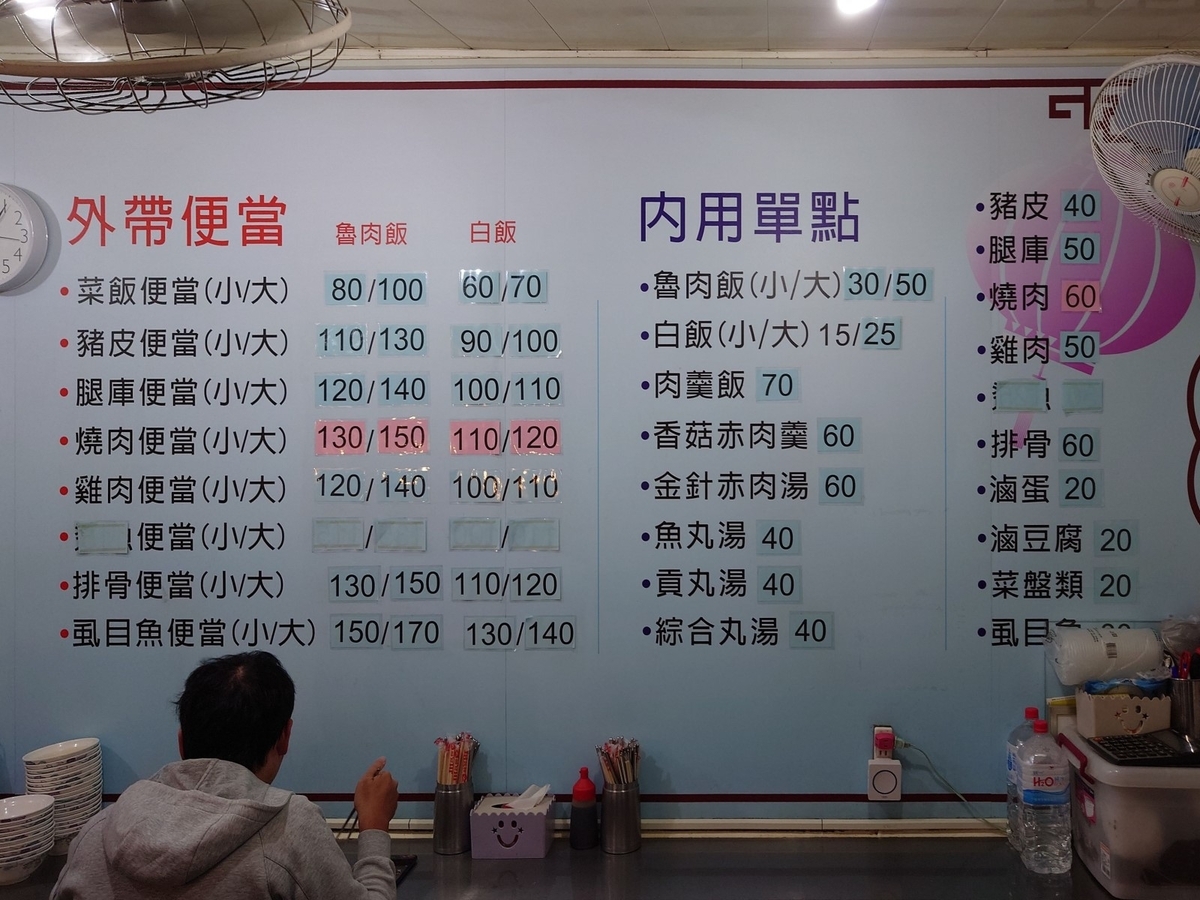 外帶便當 魯肉飯 白飯
•菜飯便當(小/大) 80/100 60/70
•豬皮便當(小/大) 110/130 90/100
•腿庫便當(小/大) 120/140 100/110
•燒肉便當(小/大) 130/150 110/120
•雞肉便當(小/大) 120/140 100/110
•便當(小/大) / /
•排骨便當(小/大) 130/150 110/120
•虱目魚便當(小/大) 150/170 130/140
內用單點
•魯肉飯(小/大)30/50
•白飯(小/大)15/25
•肉羹飯 70
•香菇赤肉羹 60
•金針赤肉湯 60
•魚丸湯 40
•貢丸湯 40
•綜合丸湯 40
•豬皮 40
•腿庫 50
•燒肉 60
•雞肉 50
•排骨 60
•滷蛋 20
•滷豆腐 20
•菜盤類 20
•虱目魚
1
2
3
5
H2O